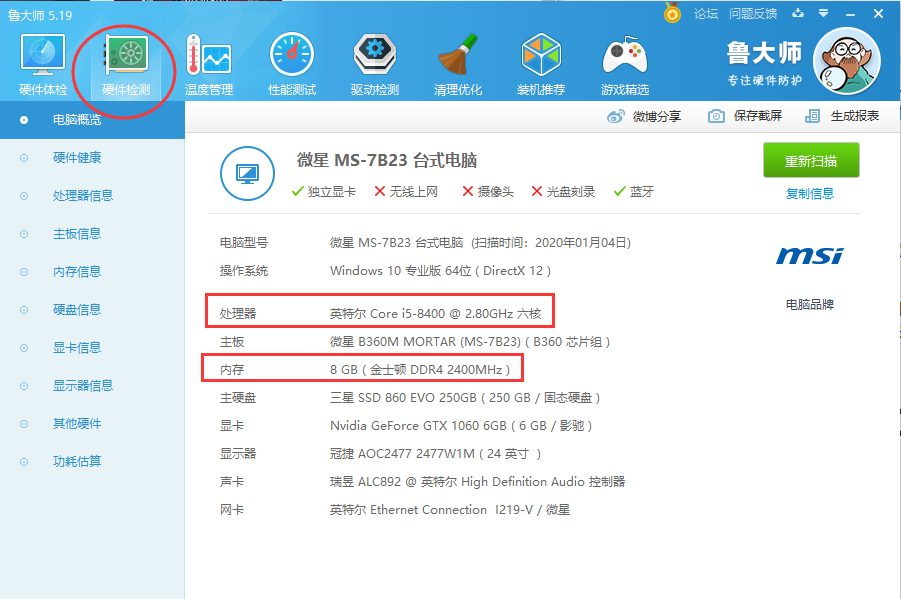 鲁大师 5.19
论坛 问题反馈
硬件体检 硬件检测 温度管理 性能测试 驱动检测 清理优化 装机推荐 游戏精选
鲁大师
专注硬件防护
微博分享 保存截屏 生成报表
电脑概览
硬件健康
处理器信息
主板信息
内存信息
硬盘信息
显卡信息
显示器信息
其他硬件
功耗估算
微星 MS-7B23 台式电脑
独立显卡 无线上网 摄像头 光盘刻录 蓝牙
重新扫描
复制信息
电脑型号 微星 MS-7B23 台式电脑 (扫描时间：2020年01月04日)
操作系统 Windows 10 专业版 64位 ( DirectX 12 )
处理器 英特尔 Core i5-8400 @ 2.80GHz 六核
主板 微星 B360M MORTAR (MS-7B23) ( B360 芯片组 )
内存 8 GB ( 金士顿 DDR4 2400MHz )
主硬盘 三星 SSD 860 EVO 250GB ( 250 GB / 固态硬盘 )
显卡 Nvidia GeForce GTX 1060 6GB ( 6 GB / 影驰 )
显示器 冠捷 AOC2477 2477W1M ( 24 英寸 )
声卡 瑞昱 ALC892 @ 英特尔 High Definition Audio 控制器
网卡 英特尔 Ethernet Connection I219-V / 微星
msi
电脑品牌